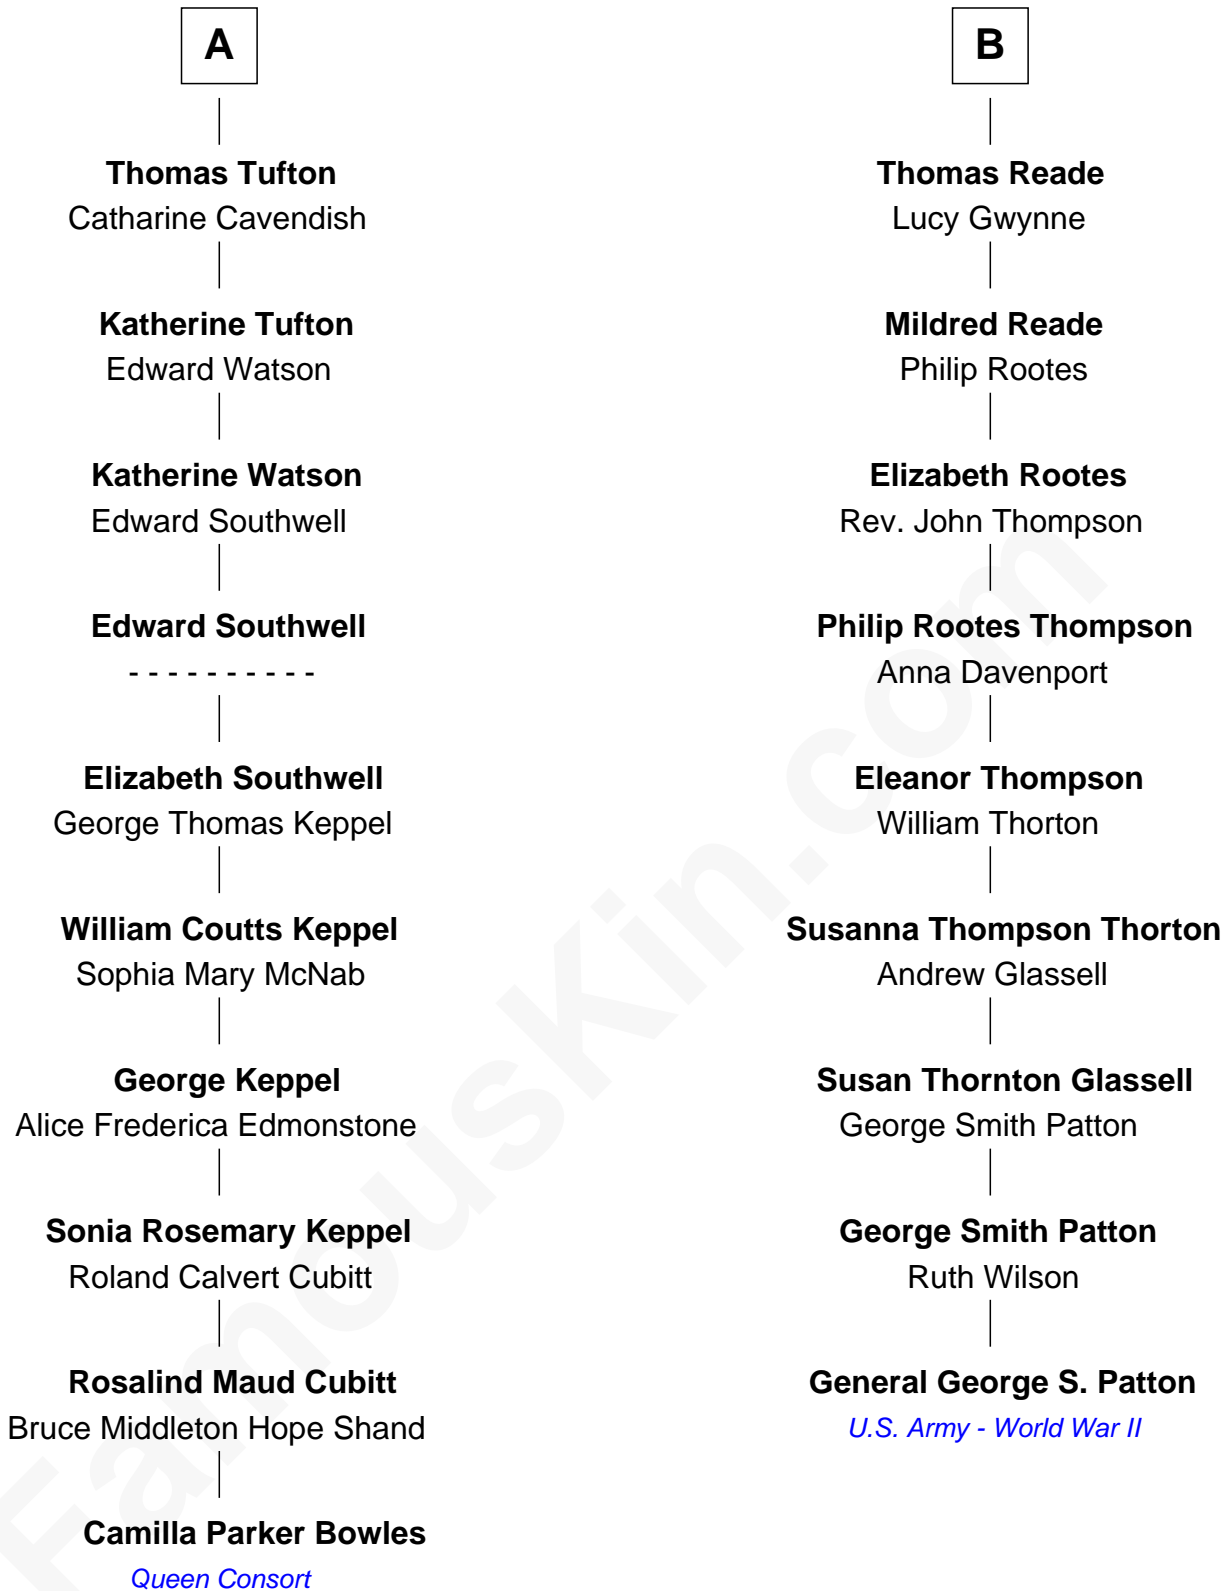 A
Thomas Tufton
Catharine Cavendish
Katherine Tufton
Edward Watson
Katherine Watson
Edward Southwell
Edward Southwell
- - - - - - - - - -
Elizabeth Southwell
George Thomas Keppel
William Coutts Keppel
Sophia Mary McNab
George Keppel
Alice Frederica Edmonstone
Sonia Rosemary Keppel
Roland Calvert Cubitt
Rosalind Maud Cubitt
Bruce Middleton Hope Shand
Camilla Parker Bowles
Queen Consort
B
Thomas Reade
Lucy Gwynne
Mildred Reade
Philip Rootes
Elizabeth Rootes
Rev. John Thompson
Philip Rootes Thompson
Anna Davenport
Eleanor Thompson
William Thorton
Susanna Thompson Thorton
Andrew Glassell
Susan Thornton Glassell
George Smith Patton
George Smith Patton
Ruth Wilson
General George S. Patton
U.S. Army - World War II
FamousKin.com